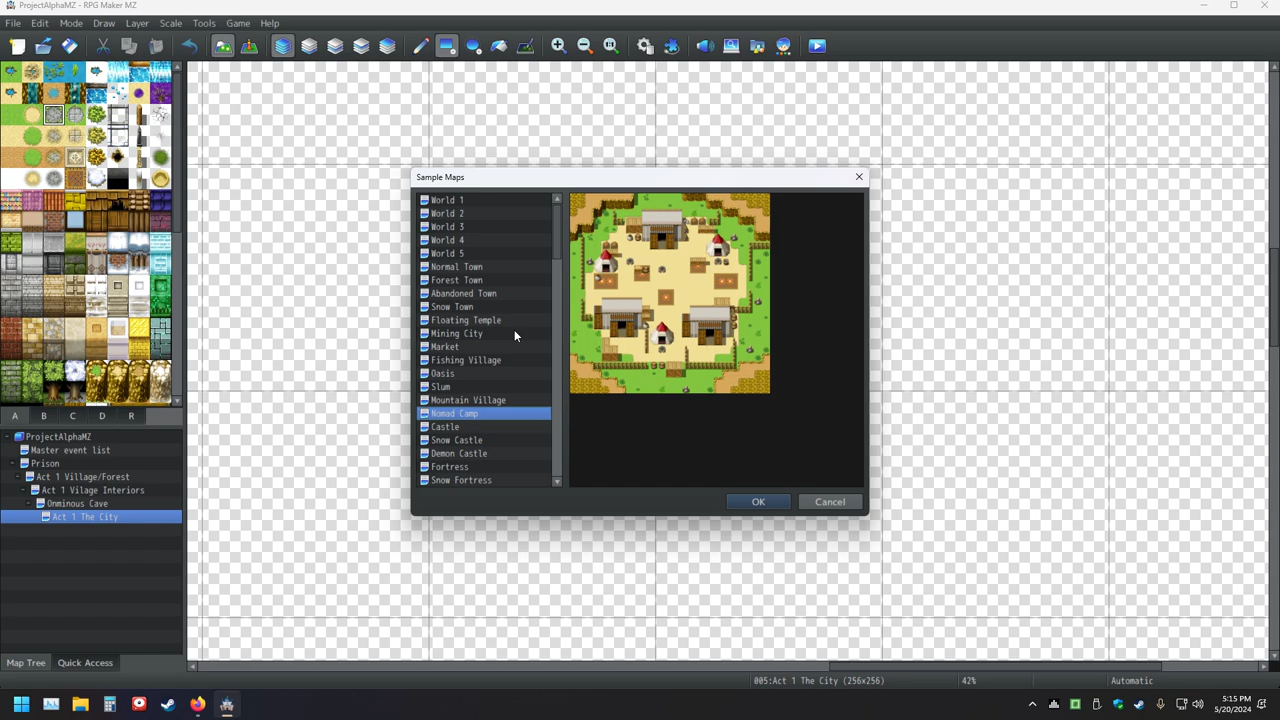 ProjectAlphaMZ - RPG Maker MZ
File Edit Mode Draw Layer Scale Tools Game Help
Sample Maps
World 1
World 2
World 3
World 4
World 5
Normal Town
Forest Town
Abandoned Town
Snow Town
Floating Temple
Mining City
Market
Fishing Village
Oasis
Slum
Mountain Village
Nomad Camp
Castle
Snow Castle
Demon Castle
Fortress
Snow Fortress
OK Cancel
A B C D R
ProjectAlphaMZ
Master event list
Prison
Act 1 Village/Forest
Act 1 Vilage Interiors
Onminous Cave
Act 1 The City
Map Tree Quick Access
005:Act 1 The City (256x256) 42% Automatic
5:15 PM
5/20/2024